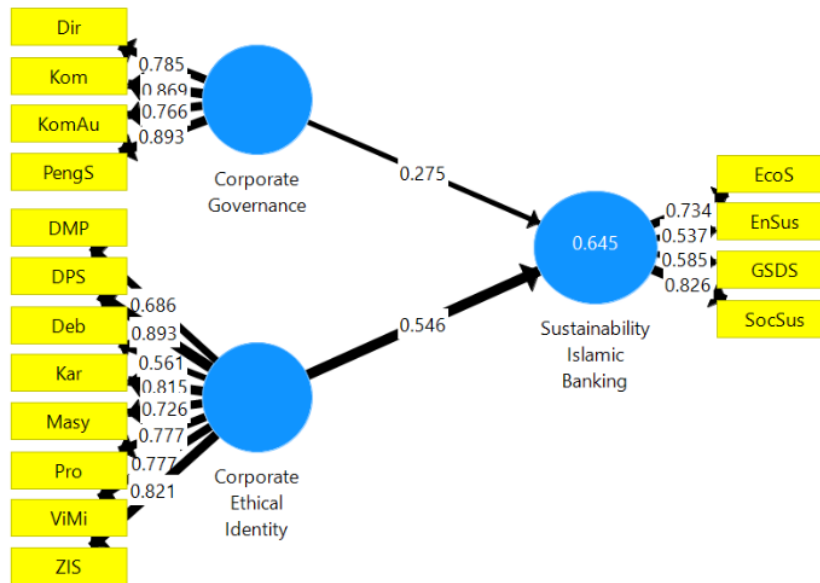 Dir
Kom
KomAu
PengS
0.785
0.869
0.766
0.893
Corporate
Governance
0.275
DMP
DPS
Deb
Kar
Masy
Pro
ViMi
ZIS
0.686
0.893
0.561
0.815
0.726
0.777
0.777
0.821
Corporate
Ethical
Identity
0.546
0.645
Sustainability
Islamic
Banking
0.734
0.537
0.585
0.826
EcoS
EnSus
GSDS
SocSus